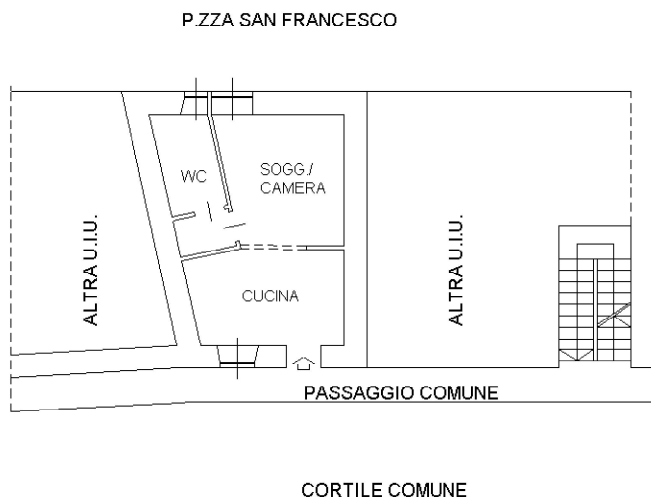 P.ZZA SAN FRANCESCO
WC
SOGG./
CAMERA
ALTRA U.I.U.
ALTRA U.I.U.
CUCINA
PASSAGGIO COMUNE
CORTILE COMUNE